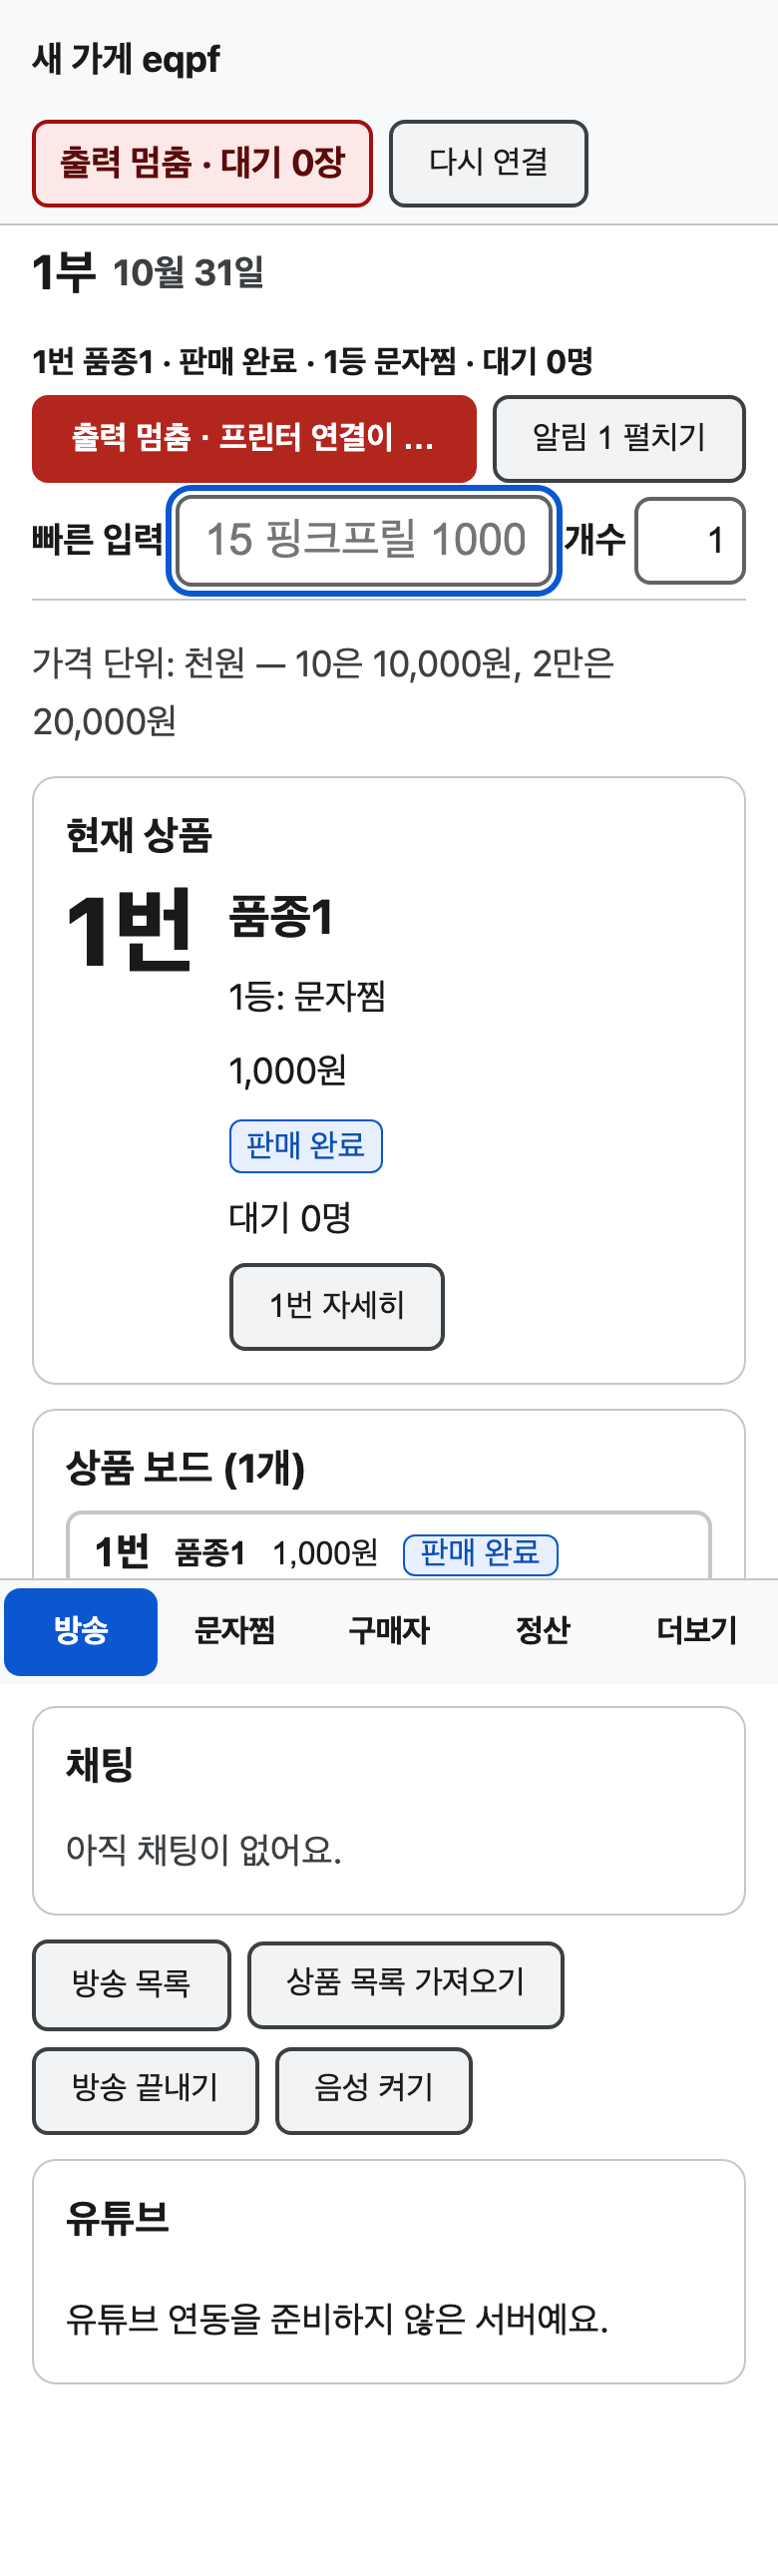 새 가게 eqpf
출력 멈춤 · 대기 0장
다시 연결
1부 10월 31일
1번 품종1 · 판매 완료 · 1등 문자찜 · 대기 0명
출력 멈춤 · 프린터 연결이 ...
알림 1 펼치기
빠른 입력 15 핑크프릴 1000 개수 1
가격 단위: 천원 — 10은 10,000원, 2만은
20,000원
현재 상품
1번 품종1
1등: 문자찜
1,000원
판매 완료
대기 0명
1번 자세히
상품 보드 (1개)
1번 품종1 1,000원 판매 완료
방송 문자찜 구매자 정산 더보기
채팅
아직 채팅이 없어요.
방송 목록 상품 목록 가져오기
방송 끝내기 음성 켜기
유튜브
유튜브 연동을 준비하지 않은 서버예요.